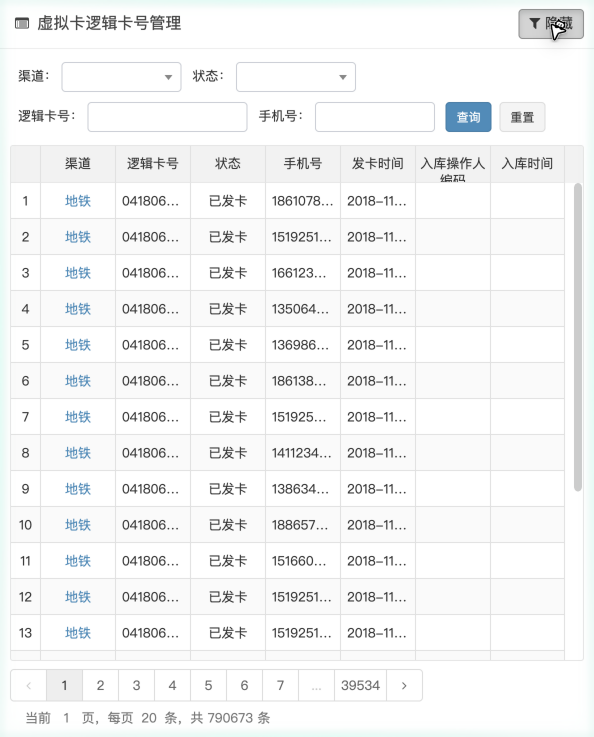 虚拟卡逻辑卡号管理
隐藏
渠道： 状态：
逻辑卡号： 手机号： 查询 重置
渠道 逻辑卡号 状态 手机号 发卡时间 入库操作人编码 入库时间
1 地铁 041806... 已发卡 1861078... 2018-11...
2 地铁 041806... 已发卡 1519251... 2018-11...
3 地铁 041806... 已发卡 166123... 2018-11...
4 地铁 041806... 已发卡 135064... 2018-11...
5 地铁 041806... 已发卡 136986... 2018-11...
6 地铁 041806... 已发卡 186138... 2018-11...
7 地铁 041806... 已发卡 151925... 2018-11...
8 地铁 041806... 已发卡 1411234... 2018-11...
9 地铁 041806... 已发卡 138634... 2018-11...
10 地铁 041806... 已发卡 188657... 2018-11...
11 地铁 041806... 已发卡 151660... 2018-11...
12 地铁 041806... 已发卡 1519251... 2018-11...
13 地铁 041806... 已发卡 1519251... 2018-11...
‹ 1 2 3 4 5 6 7 ... 39534 ›
当前 1 页，每页 20 条，共 790673 条